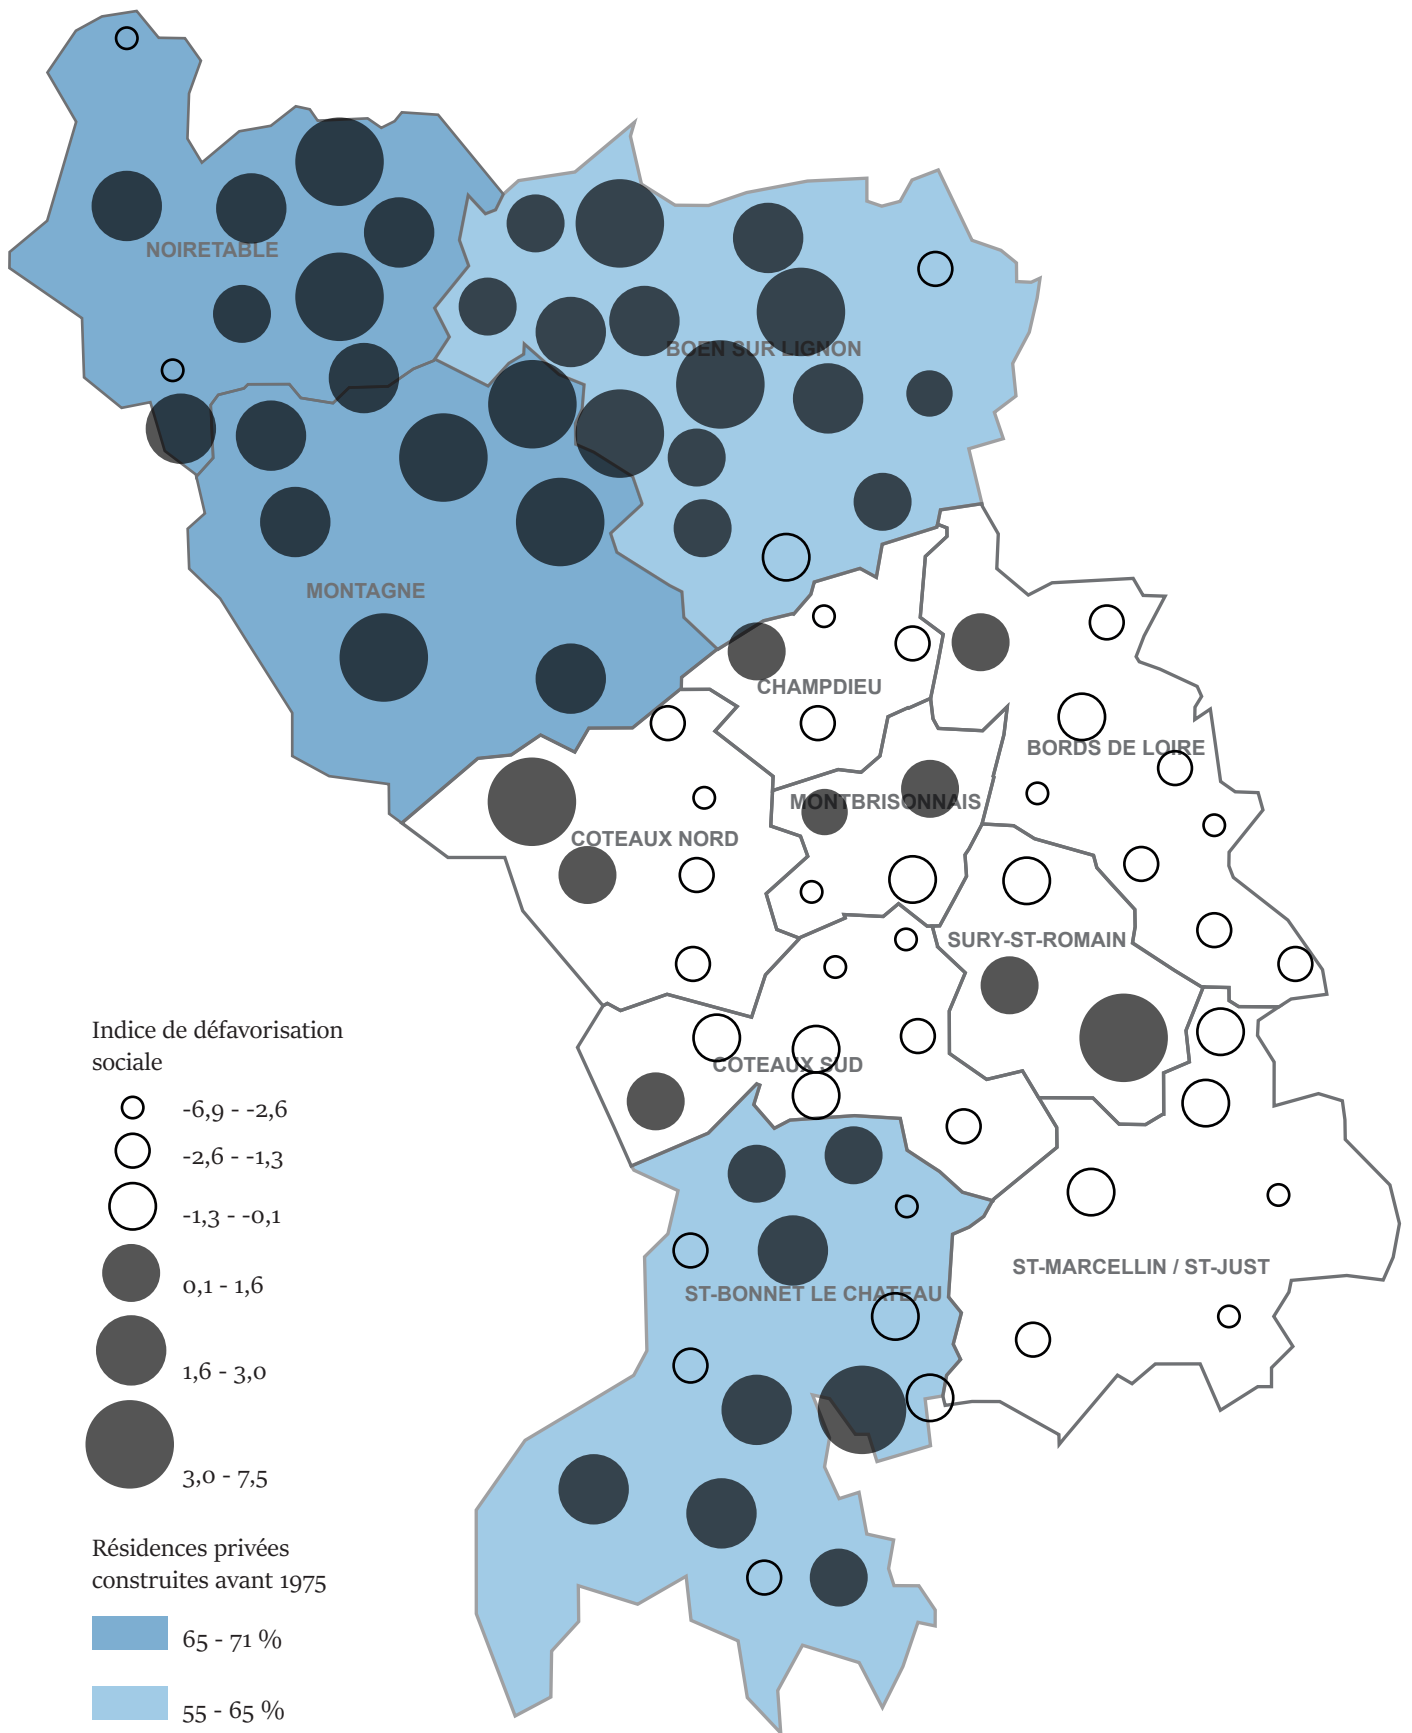 NOIRETABLE
BOEN SUR LIGNON
MONTAGNE
CHAMPDIEU
BORDS DE LOIRE
MONTBRISONNAIS
COTEAUX NORD
SURY-ST-ROMAIN
COTEAUX SUD
ST-MARCELLIN / ST-JUST
ST-BONNET LE CHATEAU
Indice de défavorisation
sociale
-6,9 - -2,6
-2,6 - -1,3
-1,3 - -0,1
0,1 - 1,6
1,6 - 3,0
3,0 - 7,5
Résidences privées
construites avant 1975
65 - 71 %
55 - 65 %